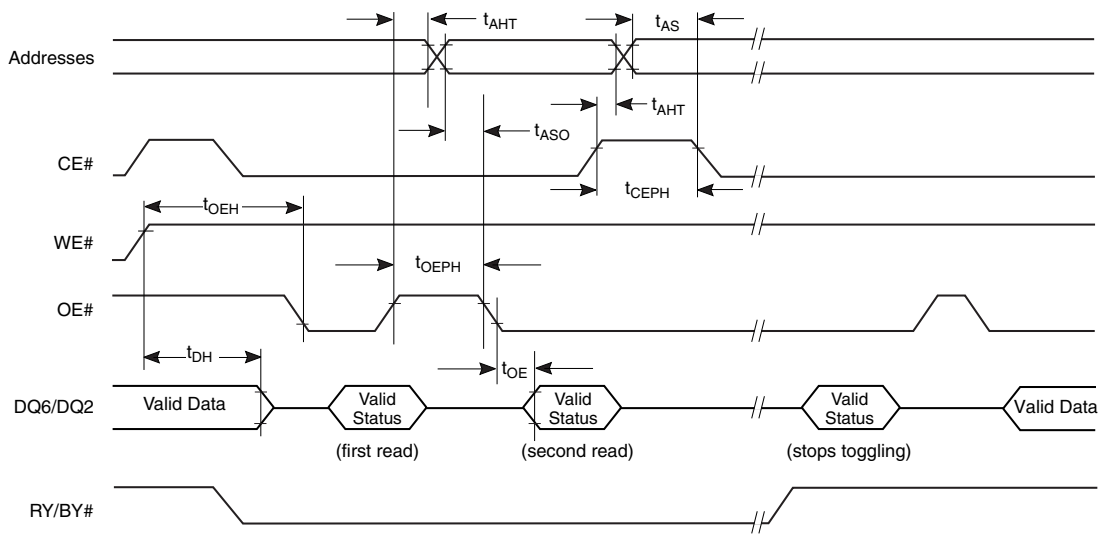 tAHT
tAS
Addresses
tAHT
tASO
CE#
tCEPH
tOEH
WE#
tOEPH
OE#
tDH
tOE
DQ6/DQ2
Valid Data
Valid
Status
Valid
Status
Valid
Status
Valid Data
(first read)
(second read)
(stops toggling)
RY/BY#